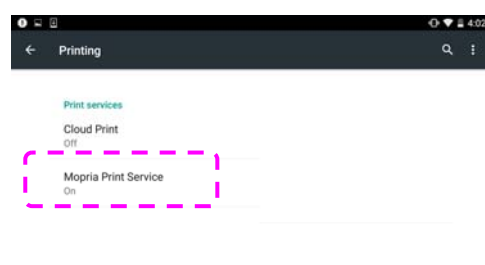 4:02
Printing
Print services
Cloud Print
Off
Mopria Print Service
On